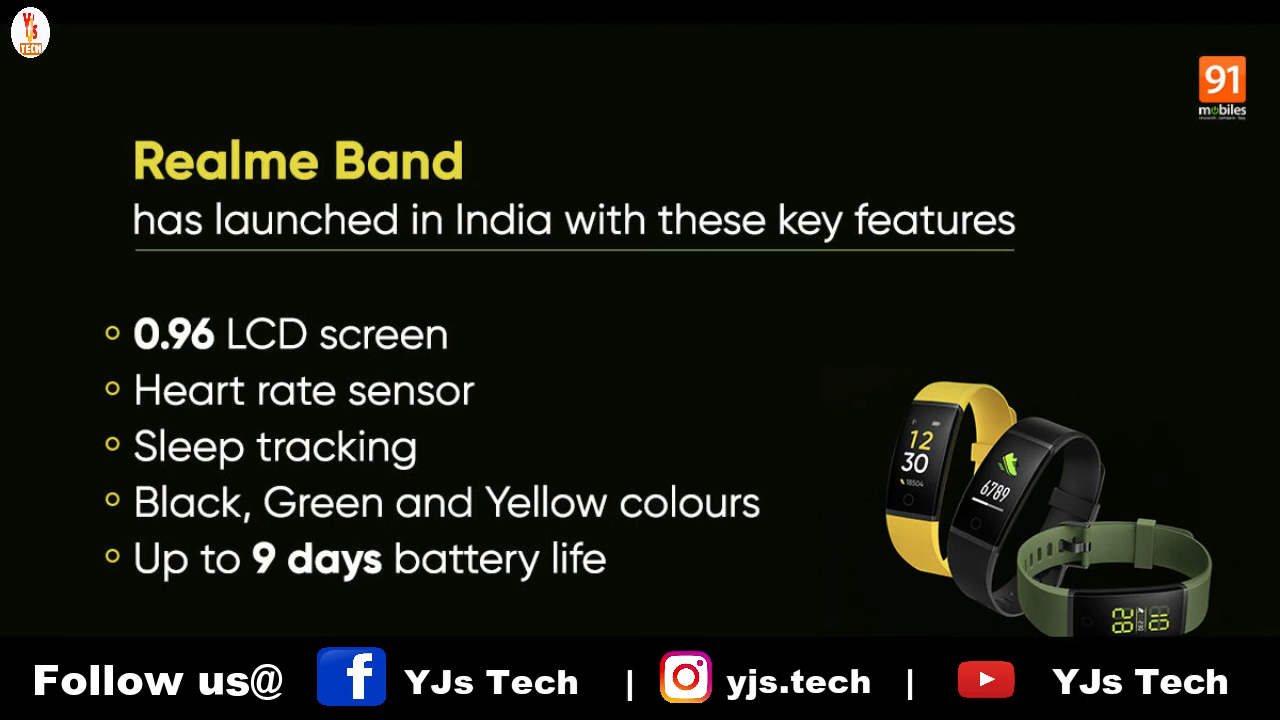 YJs
TECH
91
mobiles
Realme Band
has launched in India with these key features
0.96 LCD screen
Heart rate sensor
Sleep tracking
Black, Green and Yellow colours
Up to 9 days battery life
12
30
18504
6789
Follow us@ f YJs Tech | yjs.tech | YJs Tech